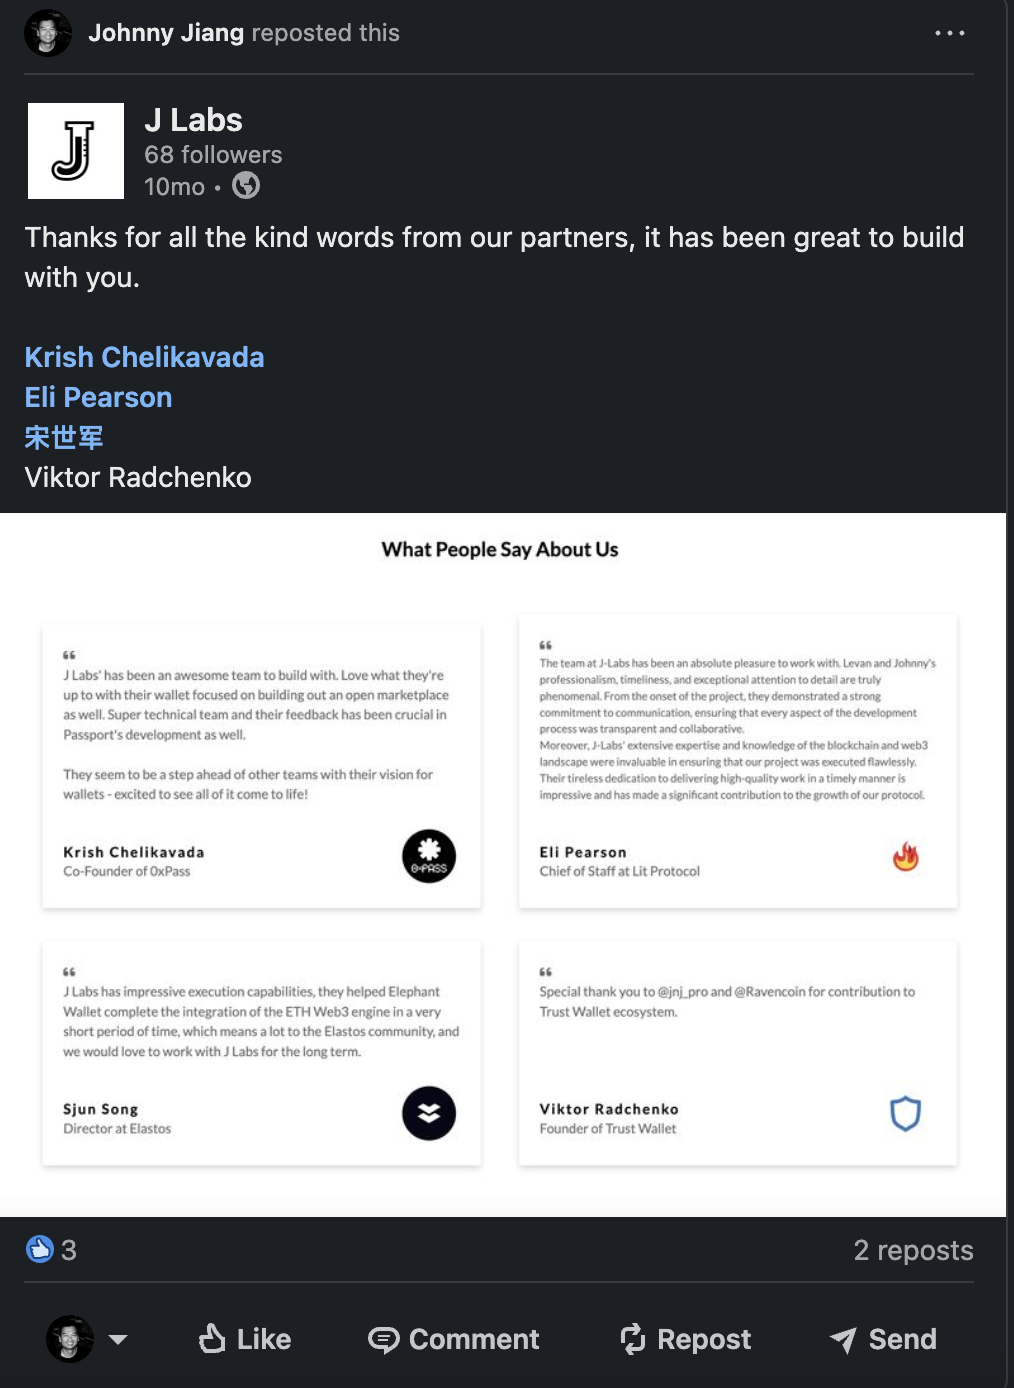 Johnny Jiang reposted this
J Labs
68 followers
10mo •
Thanks for all the kind words from our partners, it has been great to build
with you.
Krish Chelikavada
Eli Pearson
宋世军
Viktor Radchenko
What People Say About Us
“
J Labs' has been an awesome team to build with. Love what they're
up to with their wallet focused on building out an open marketplace
as well. Super technical team and their feedback has been crucial in
Passport's development as well.
They seem to be a step ahead of other teams with their vision for
wallets - excited to see all of it come to life!
Krish Chelikavada
Co-Founder of 0xPass
0xPASS
“
The team at J-Labs has been an absolute pleasure to work with. Levan and Johnny's
professionalism, timeliness, and exceptional attention to detail are truly
phenomenal. From the onset of the project, they demonstrated a strong
commitment to communication, ensuring that every aspect of the development
process was transparent and collaborative.
Moreover, J-Labs' extensive expertise and knowledge of the blockchain and web3
landscape were invaluable in ensuring that our project was executed flawlessly.
Their tireless dedication to delivering high-quality work in a timely manner is
impressive and has made a significant contribution to the growth of our protocol.
Eli Pearson
Chief of Staff at Lit Protocol
“
J Labs has impressive execution capabilities, they helped Elephant
Wallet complete the integration of the ETH Web3 engine in a very
short period of time, which means a lot to the Elastos community, and
we would love to work with J Labs for the long term.
Sjun Song
Director at Elastos
“
Special thank you to @jnj_pro and @Ravencoin for contribution to
Trust Wallet ecosystem.
Viktor Radchenko
Founder of Trust Wallet
3
2 reposts
Like
Comment
Repost
Send